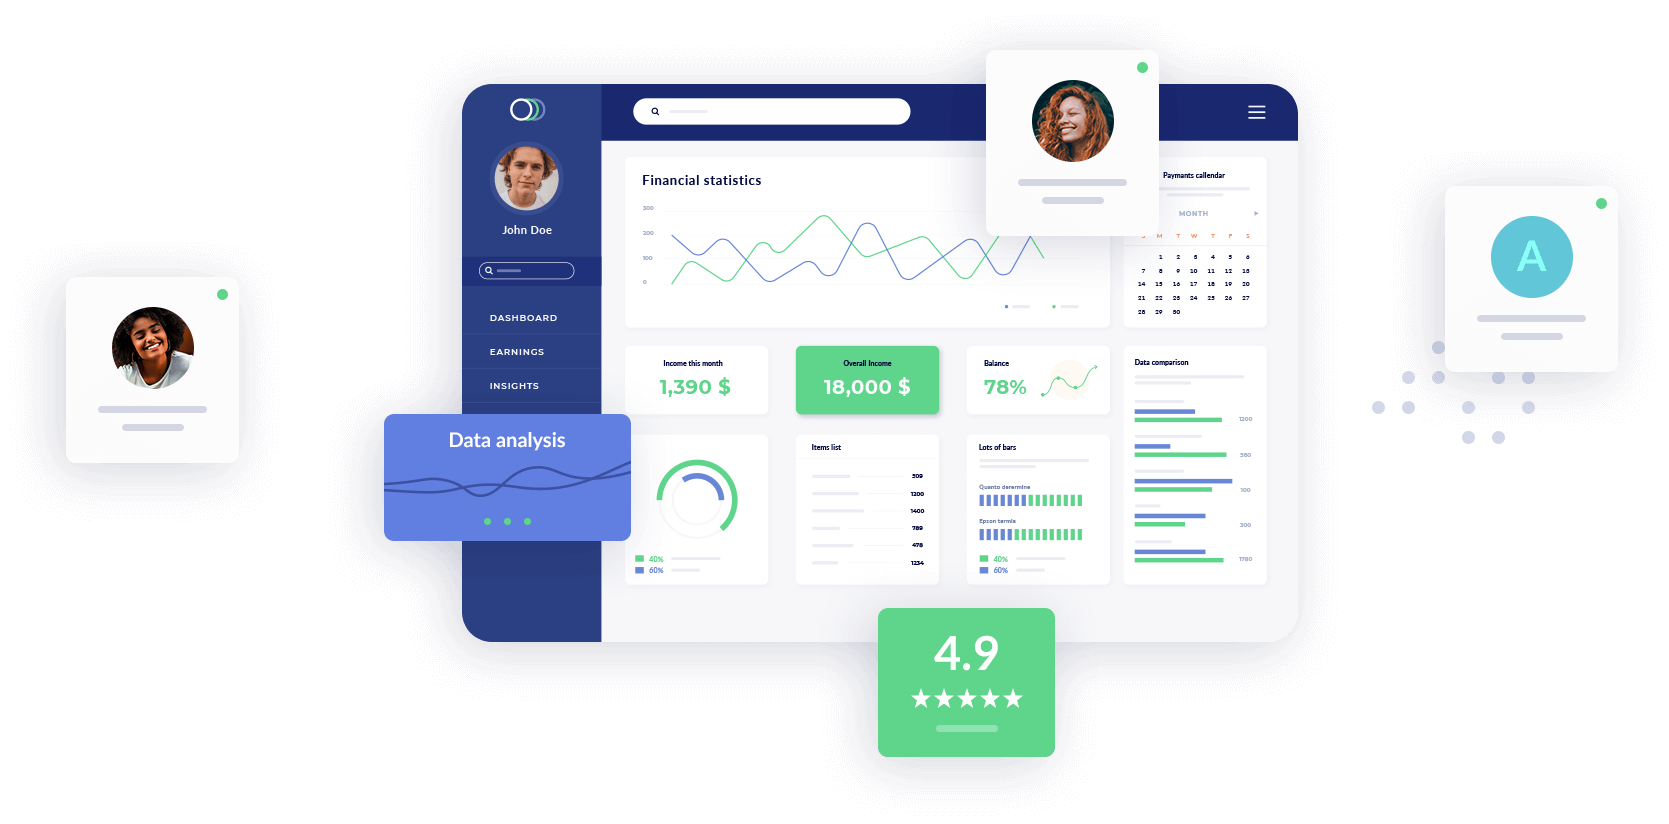 John Doe
DASHBOARD
EARNINGS
INSIGHTS
Data analysis
Financial statistics
300
200
100
0
Paymants callendar
MONTH
S M T W T F S
1 2 3 4 5 6
7 8 9 10 11 12 13
14 15 16 17 18 19 20
21 22 23 24 25 26 27
28 29 30
A
Income this month
1,390 $
Overall Income
18,000 $
Balance
78%
Data comparison
1200
380
100
300
1780
40%
60%
Items list
509
1200
1400
789
478
1234
Lots of bars
Quanto deremine
Epson termis
40%
60%
4.9